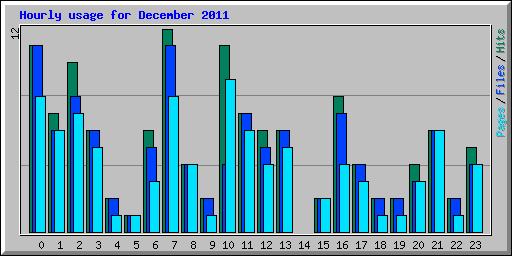 Hourly usage for December 2011
12
Pages/Files/Hits
0 1 2 3 4 5 6 7 8 9 10 11 12 13 14 15 16 17 18 19 20 21 22 23